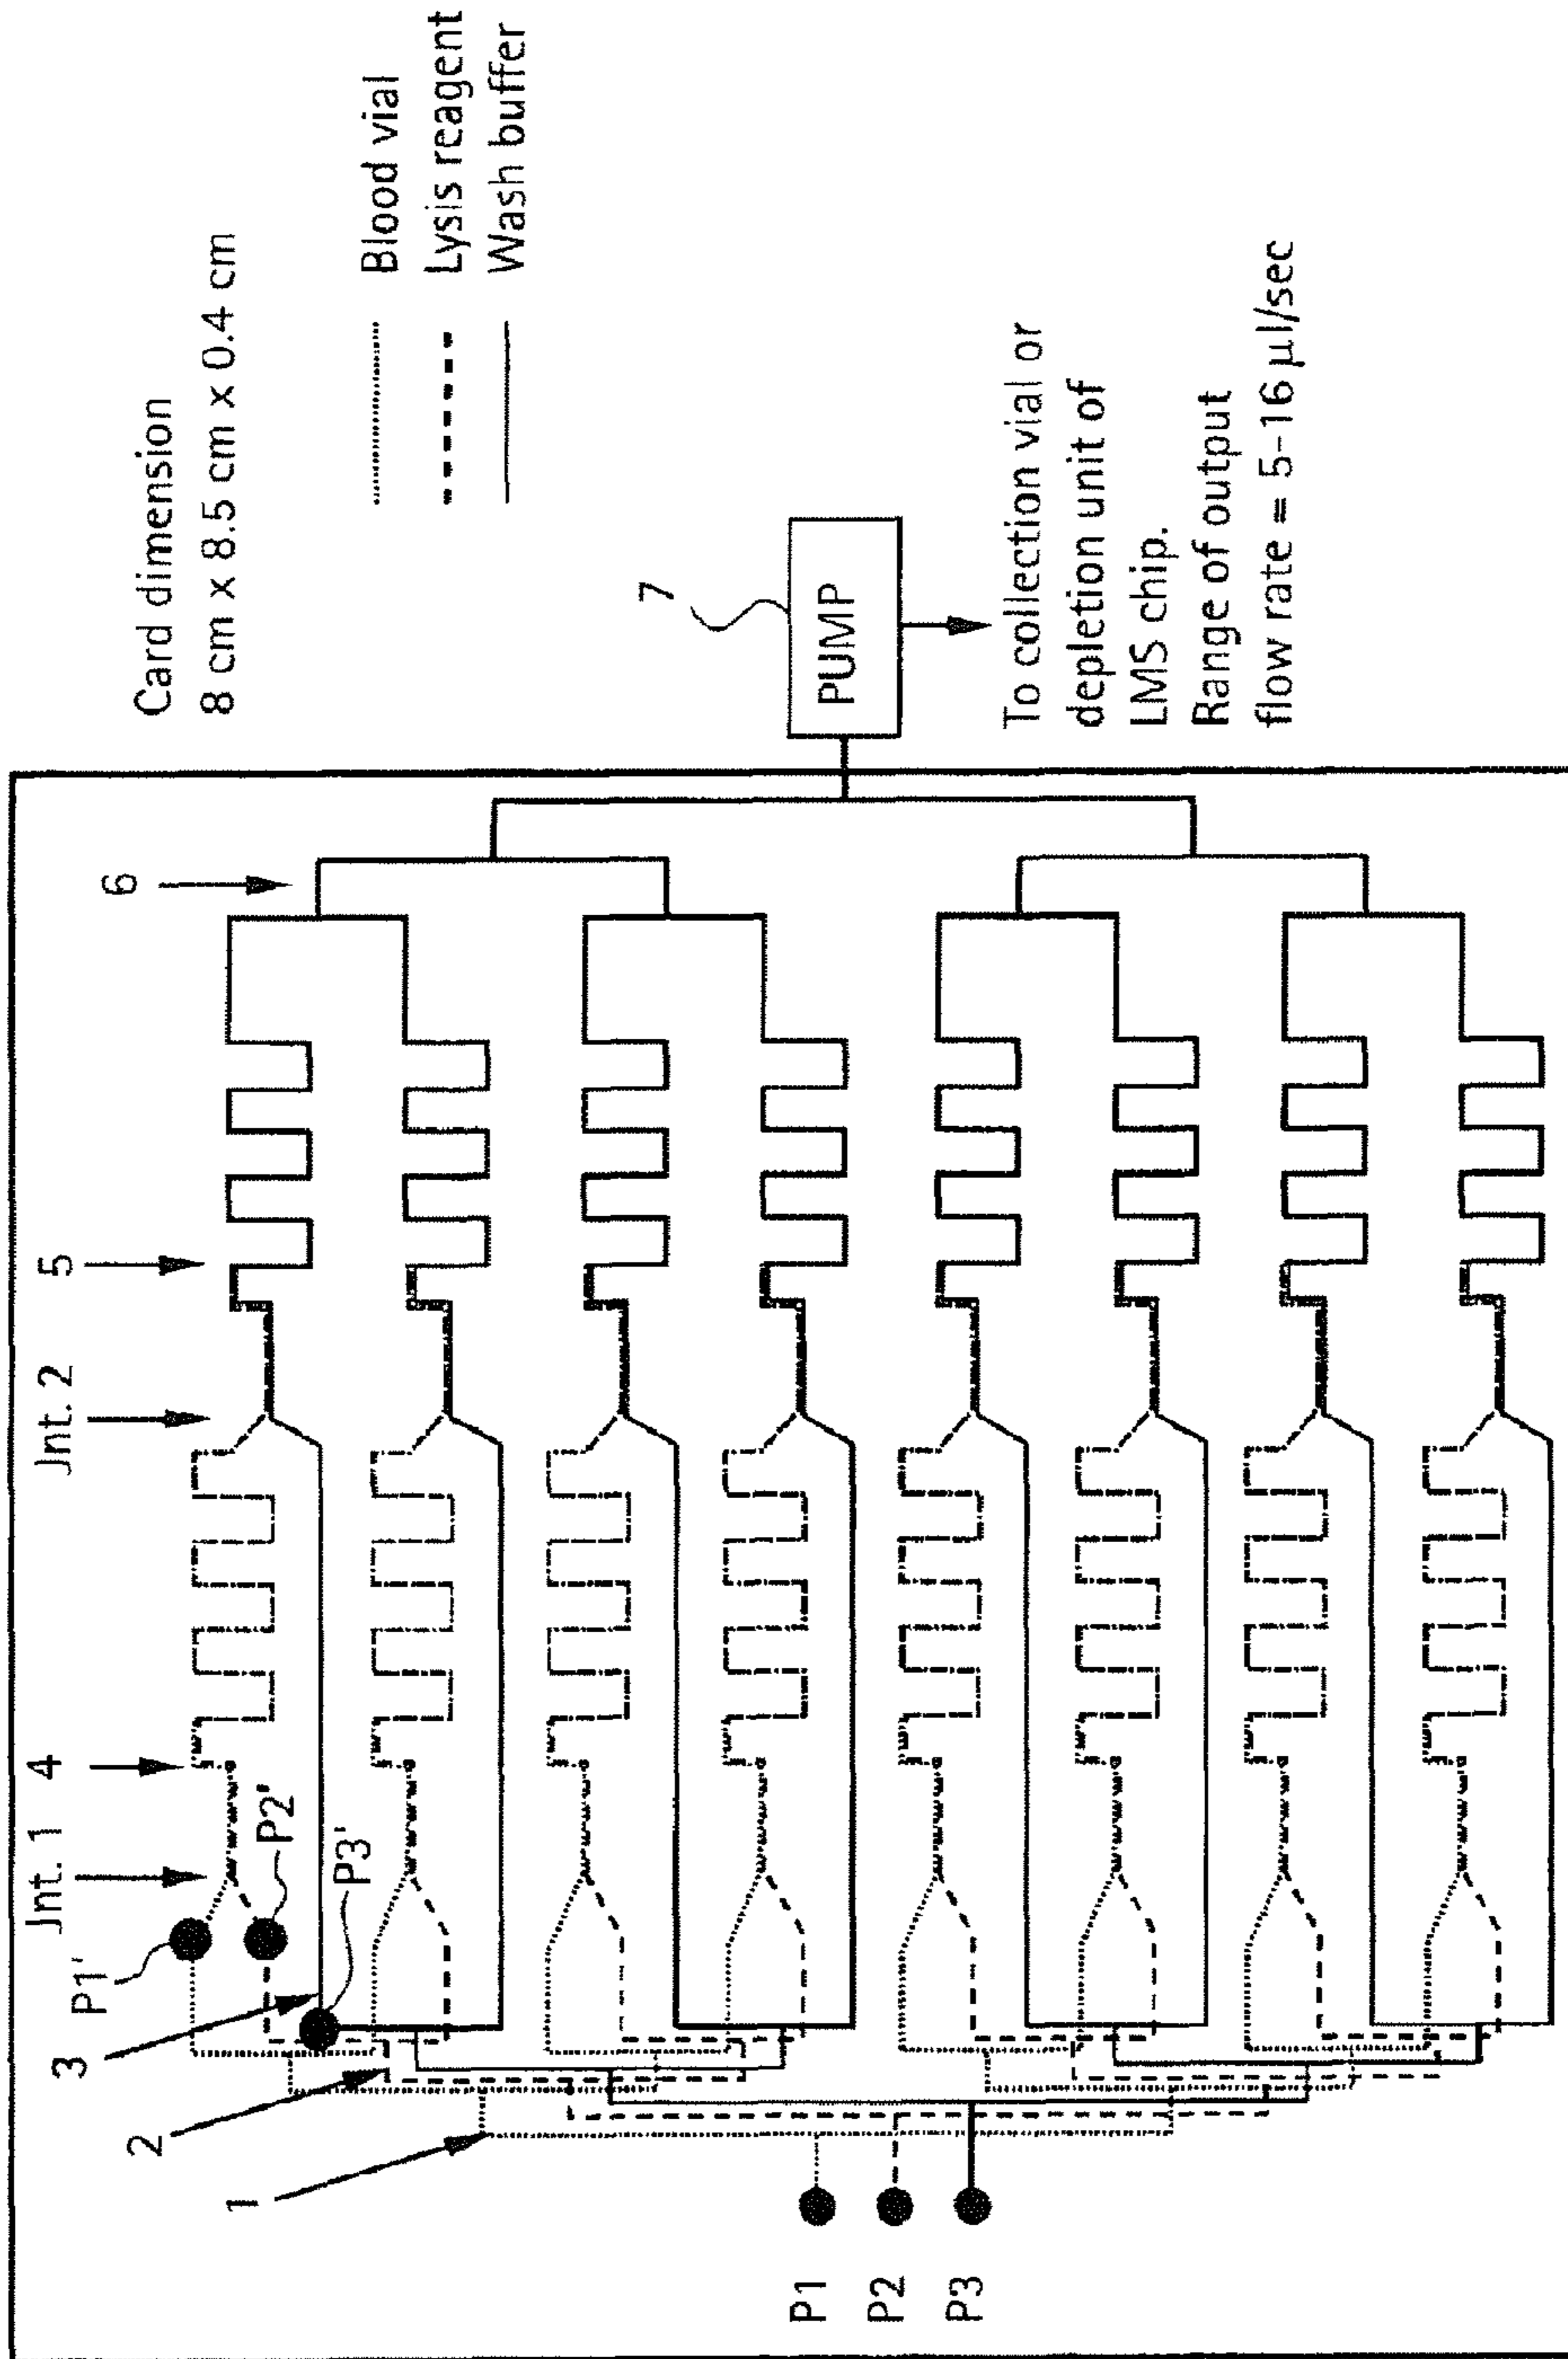 Card dimension
8 cm x 8.5 cm x 0.4 cm
Blood vial
Lysis reagent
Wash buffer
Jnt. 1
4
Jnt. 2
5
6
P1'
P2'
P3'
3
2
1
P1
P2
P3
7
PUMP
To collection vial or
depletion unit of
LMS chip.
Range of output
flow rate = 5-16 µl/sec